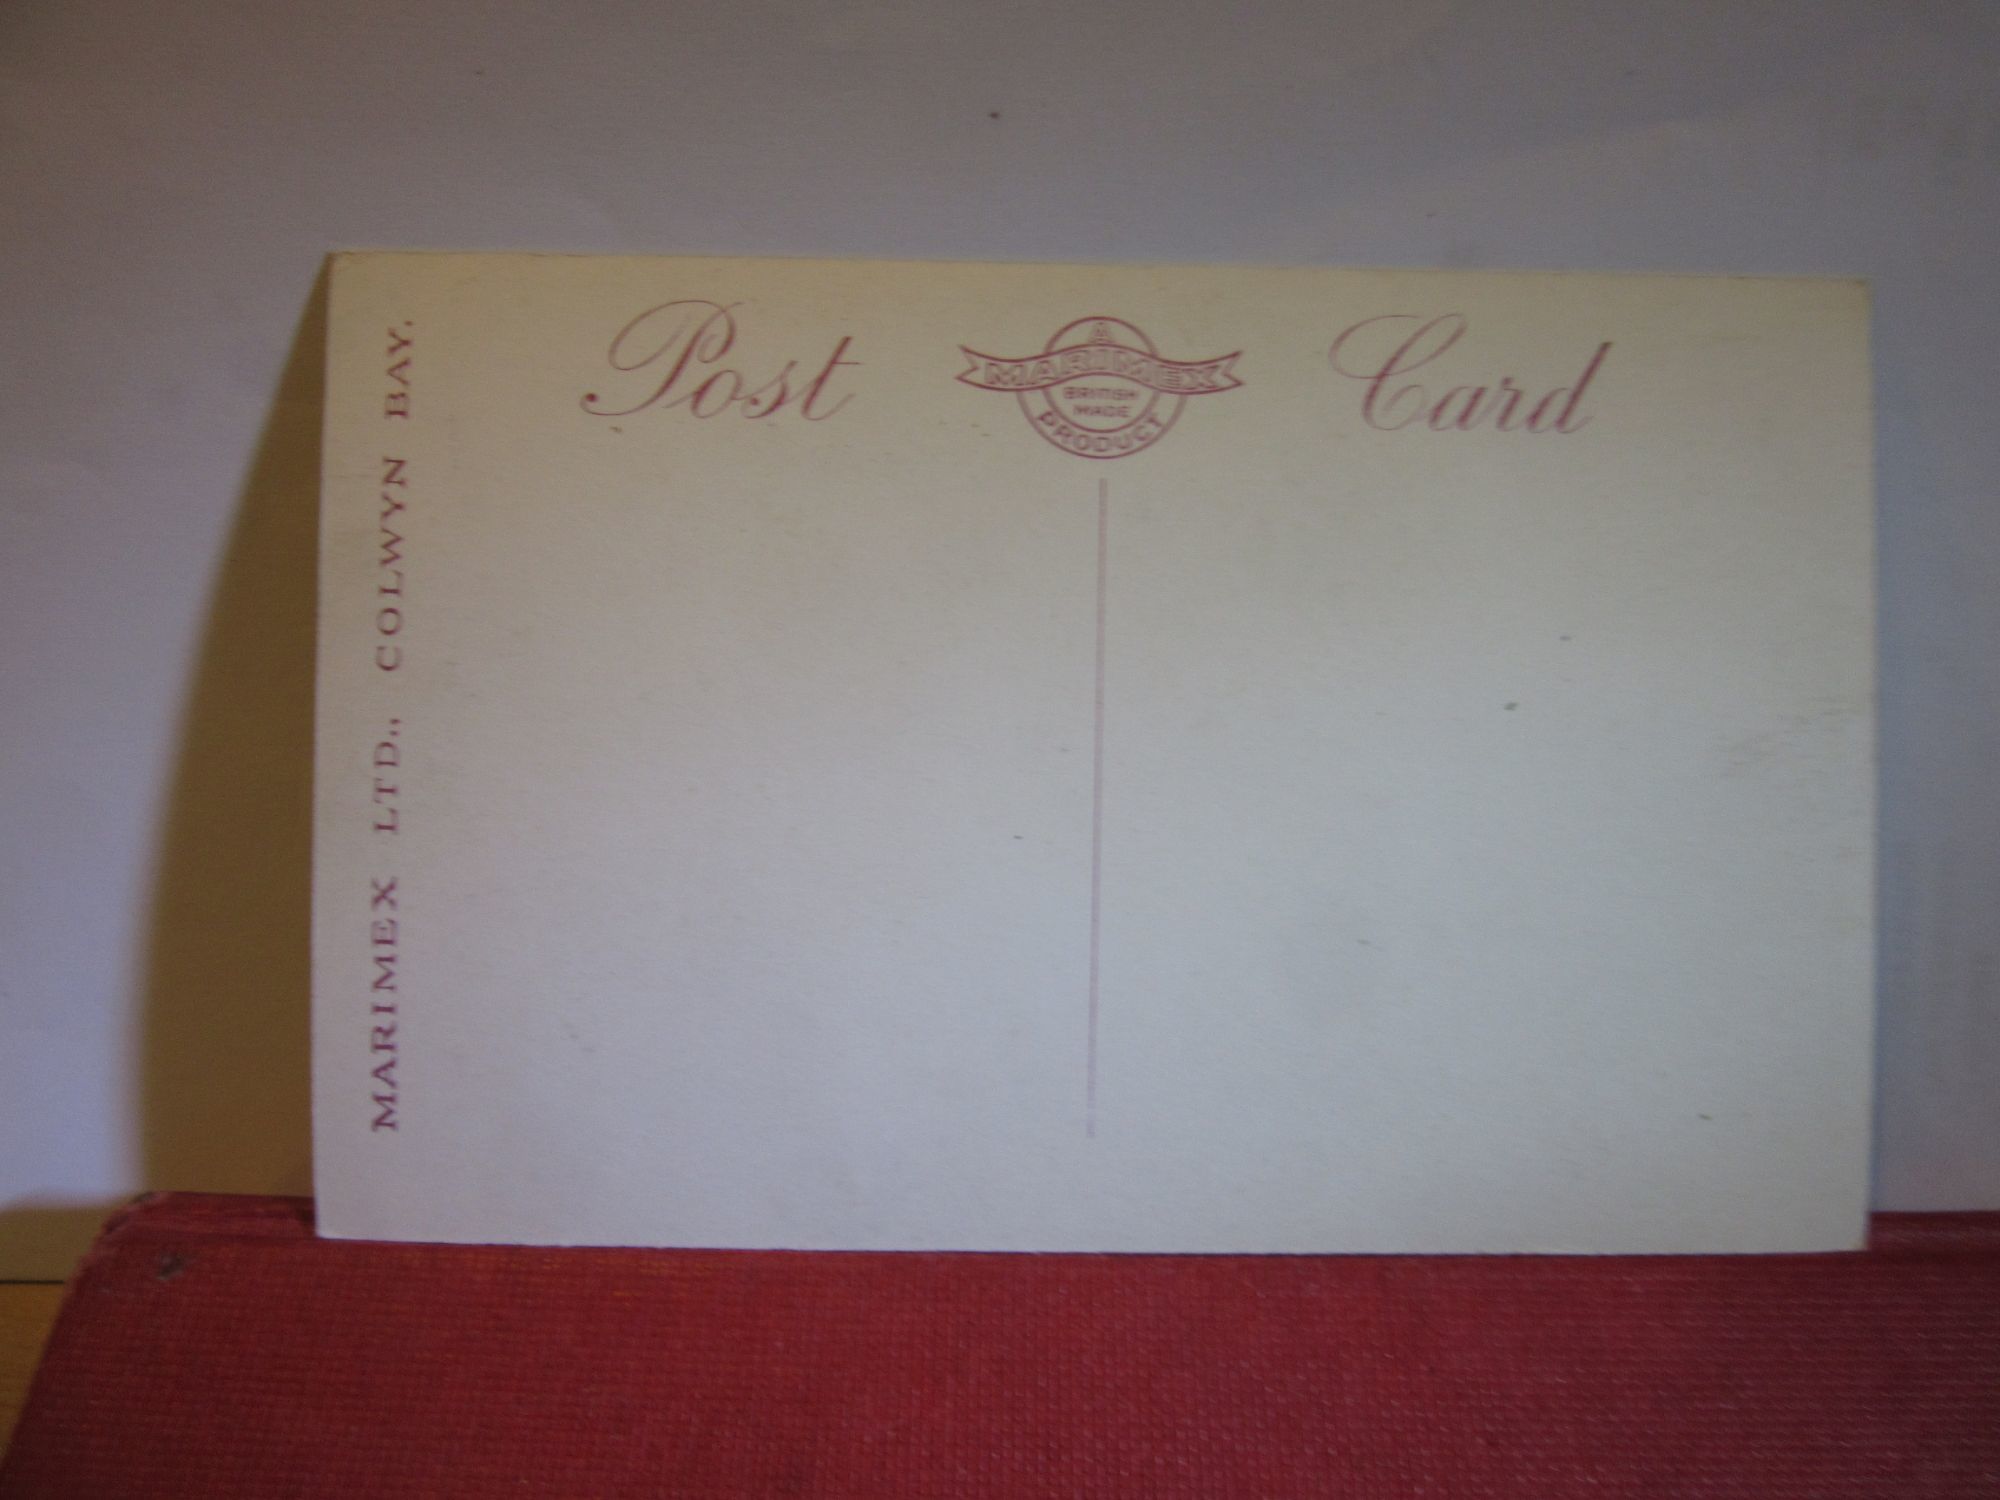 Post Card
A
MARIMEX
BRITISH
MADE
PRODUCT
MARIMEX LTD., COLWYN BAY.